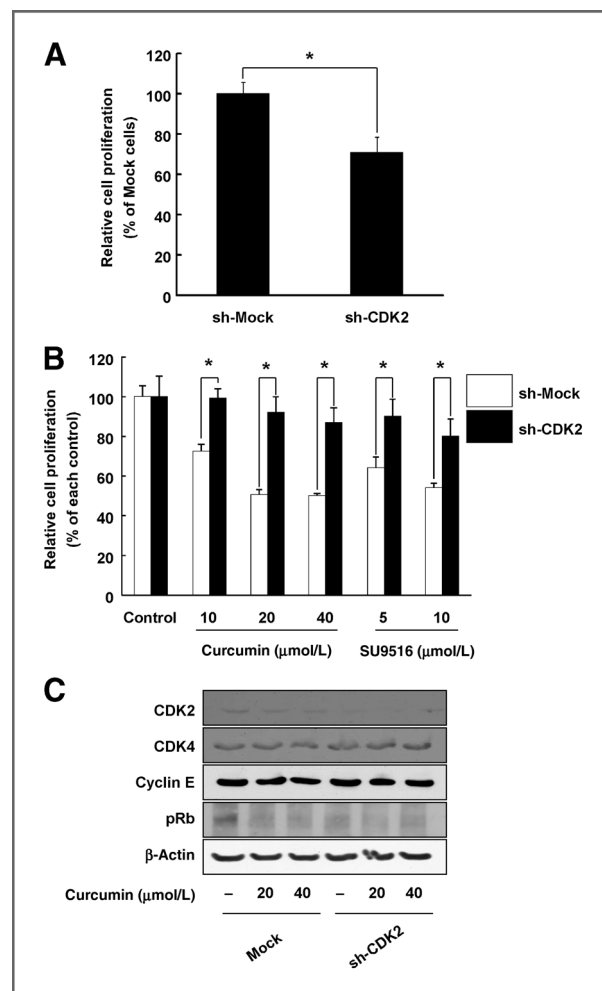 A
*
Relative cell proliferation
(% of Mock cells)
120
100
80
60
40
20
0
sh-Mock sh-CDK2
B
Relative cell proliferation
(% of each control)
120
100
80
60
40
20
0
* * * * *
sh-Mock
sh-CDK2
Control 10 20 40 5 10
Curcumin (μmol/L) SU9516 (μmol/L)
C
CDK2
CDK4
Cyclin E
pRb
β-Actin
Curcumin (μmol/L) – 20 40 – 20 40
Mock sh-CDK2